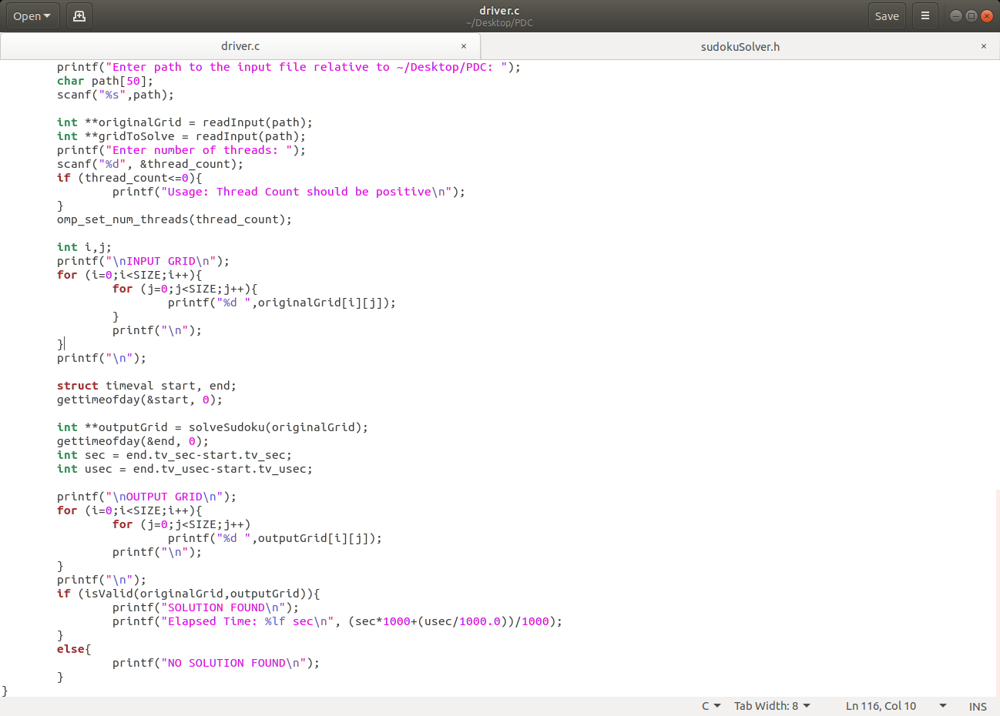 Open
driver.c
~/Desktop/PDC
Save
driver.c ×
sudokuSolver.h ×
printf("Enter path to the input file relative to ~/Desktop/PDC: ");
char path[50];
scanf("%s",path);
int **originalGrid = readInput(path);
int **gridToSolve = readInput(path);
printf("Enter number of threads: ");
scanf("%d", &thread_count);
if (thread_count<=0){
printf("Usage: Thread Count should be positive\n");
}
omp_set_num_threads(thread_count);
int i,j;
printf("\nINPUT GRID\n");
for (i=0;i<SIZE;i++){
for (j=0;j<SIZE;j++){
printf("%d ",originalGrid[i][j]);
}
printf("\n");
}
printf("\n");
struct timeval start, end;
gettimeofday(&start, 0);
int **outputGrid = solveSudoku(originalGrid);
gettimeofday(&end, 0);
int sec = end.tv_sec-start.tv_sec;
int usec = end.tv_usec-start.tv_usec;
printf("\nOUTPUT GRID\n");
for (i=0;i<SIZE;i++){
for (j=0;j<SIZE;j++)
printf("%d ",outputGrid[i][j]);
printf("\n");
}
printf("\n");
if (isValid(originalGrid,outputGrid)){
printf("SOLUTION FOUND\n");
printf("Elapsed Time: %lf sec\n", (sec*1000+(usec/1000.0))/1000);
}
else{
printf("NO SOLUTION FOUND\n");
}
}
C Tab Width: 8 Ln 116, Col 10 INS